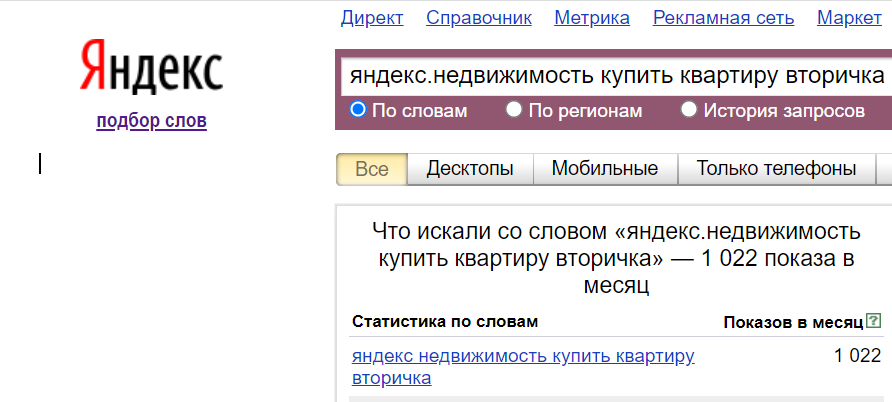 Директ Справочник Метрика Рекламная сеть Маркет
Яндекс
подбор слов
яндекс.недвижимость купить квартиру вторичка
По словам По регионам История запросов
Все Десктопы Мобильные Только телефоны
Что искали со словом «яндекс.недвижимость
купить квартиру вторичка» — 1 022 показа в
месяц
Статистика по словам Показов в месяц ?
яндекс недвижимость купить квартиру 1 022
вторичка